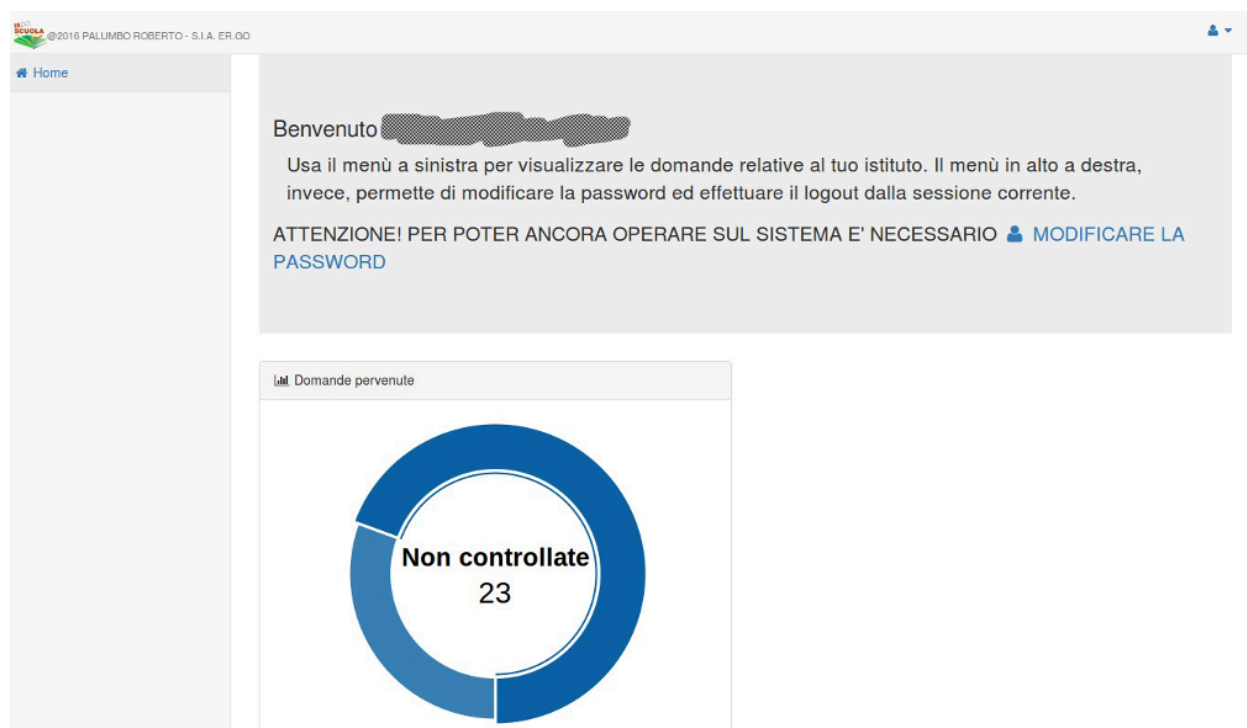 SCUOLA @2016 PALUMBO ROBERTO - S.I.A. ER.GO
Home
Benvenuto
Usa il menù a sinistra per visualizzare le domande relative al tuo istituto. Il menù in alto a destra,
invece, permette di modificare la password ed effettuare il logout dalla sessione corrente.
ATTENZIONE! PER POTER ANCORA OPERARE SUL SISTEMA E' NECESSARIO MODIFICARE LA
PASSWORD
Domande pervenute
Non controllate
23